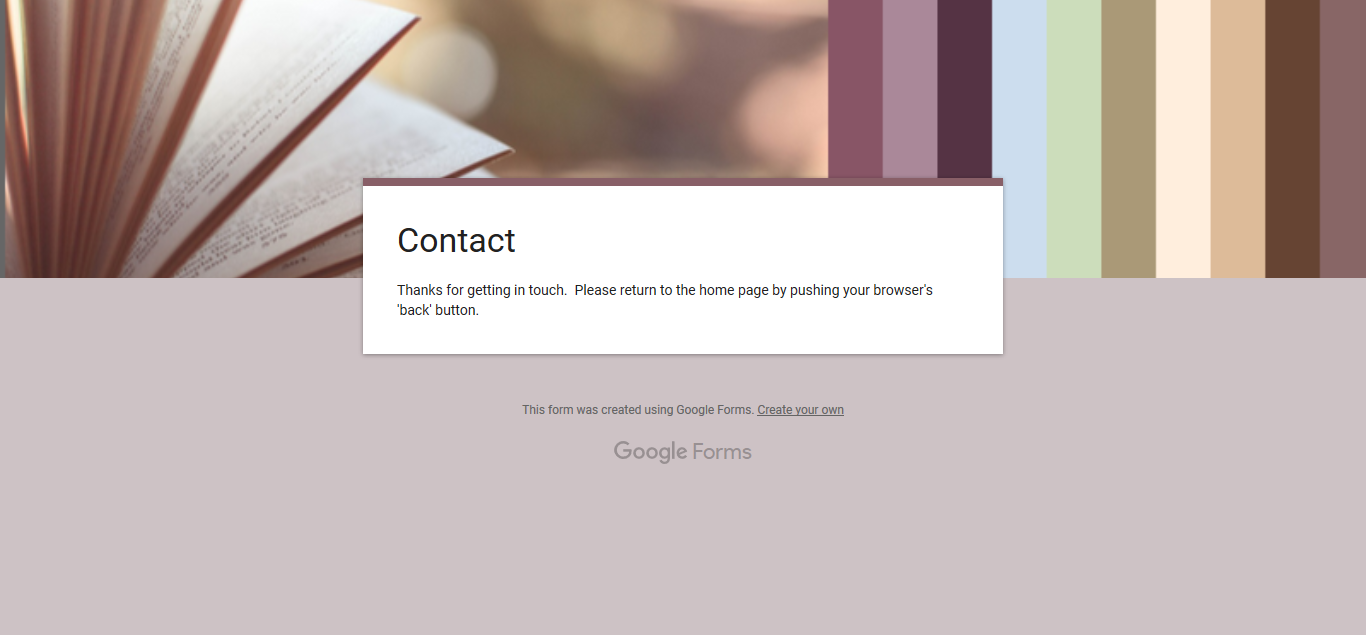 Contact
Thanks for getting in touch.  Please return to the home page by pushing your browser's
'back' button.
This form was created using Google Forms. Create your own
Google Forms